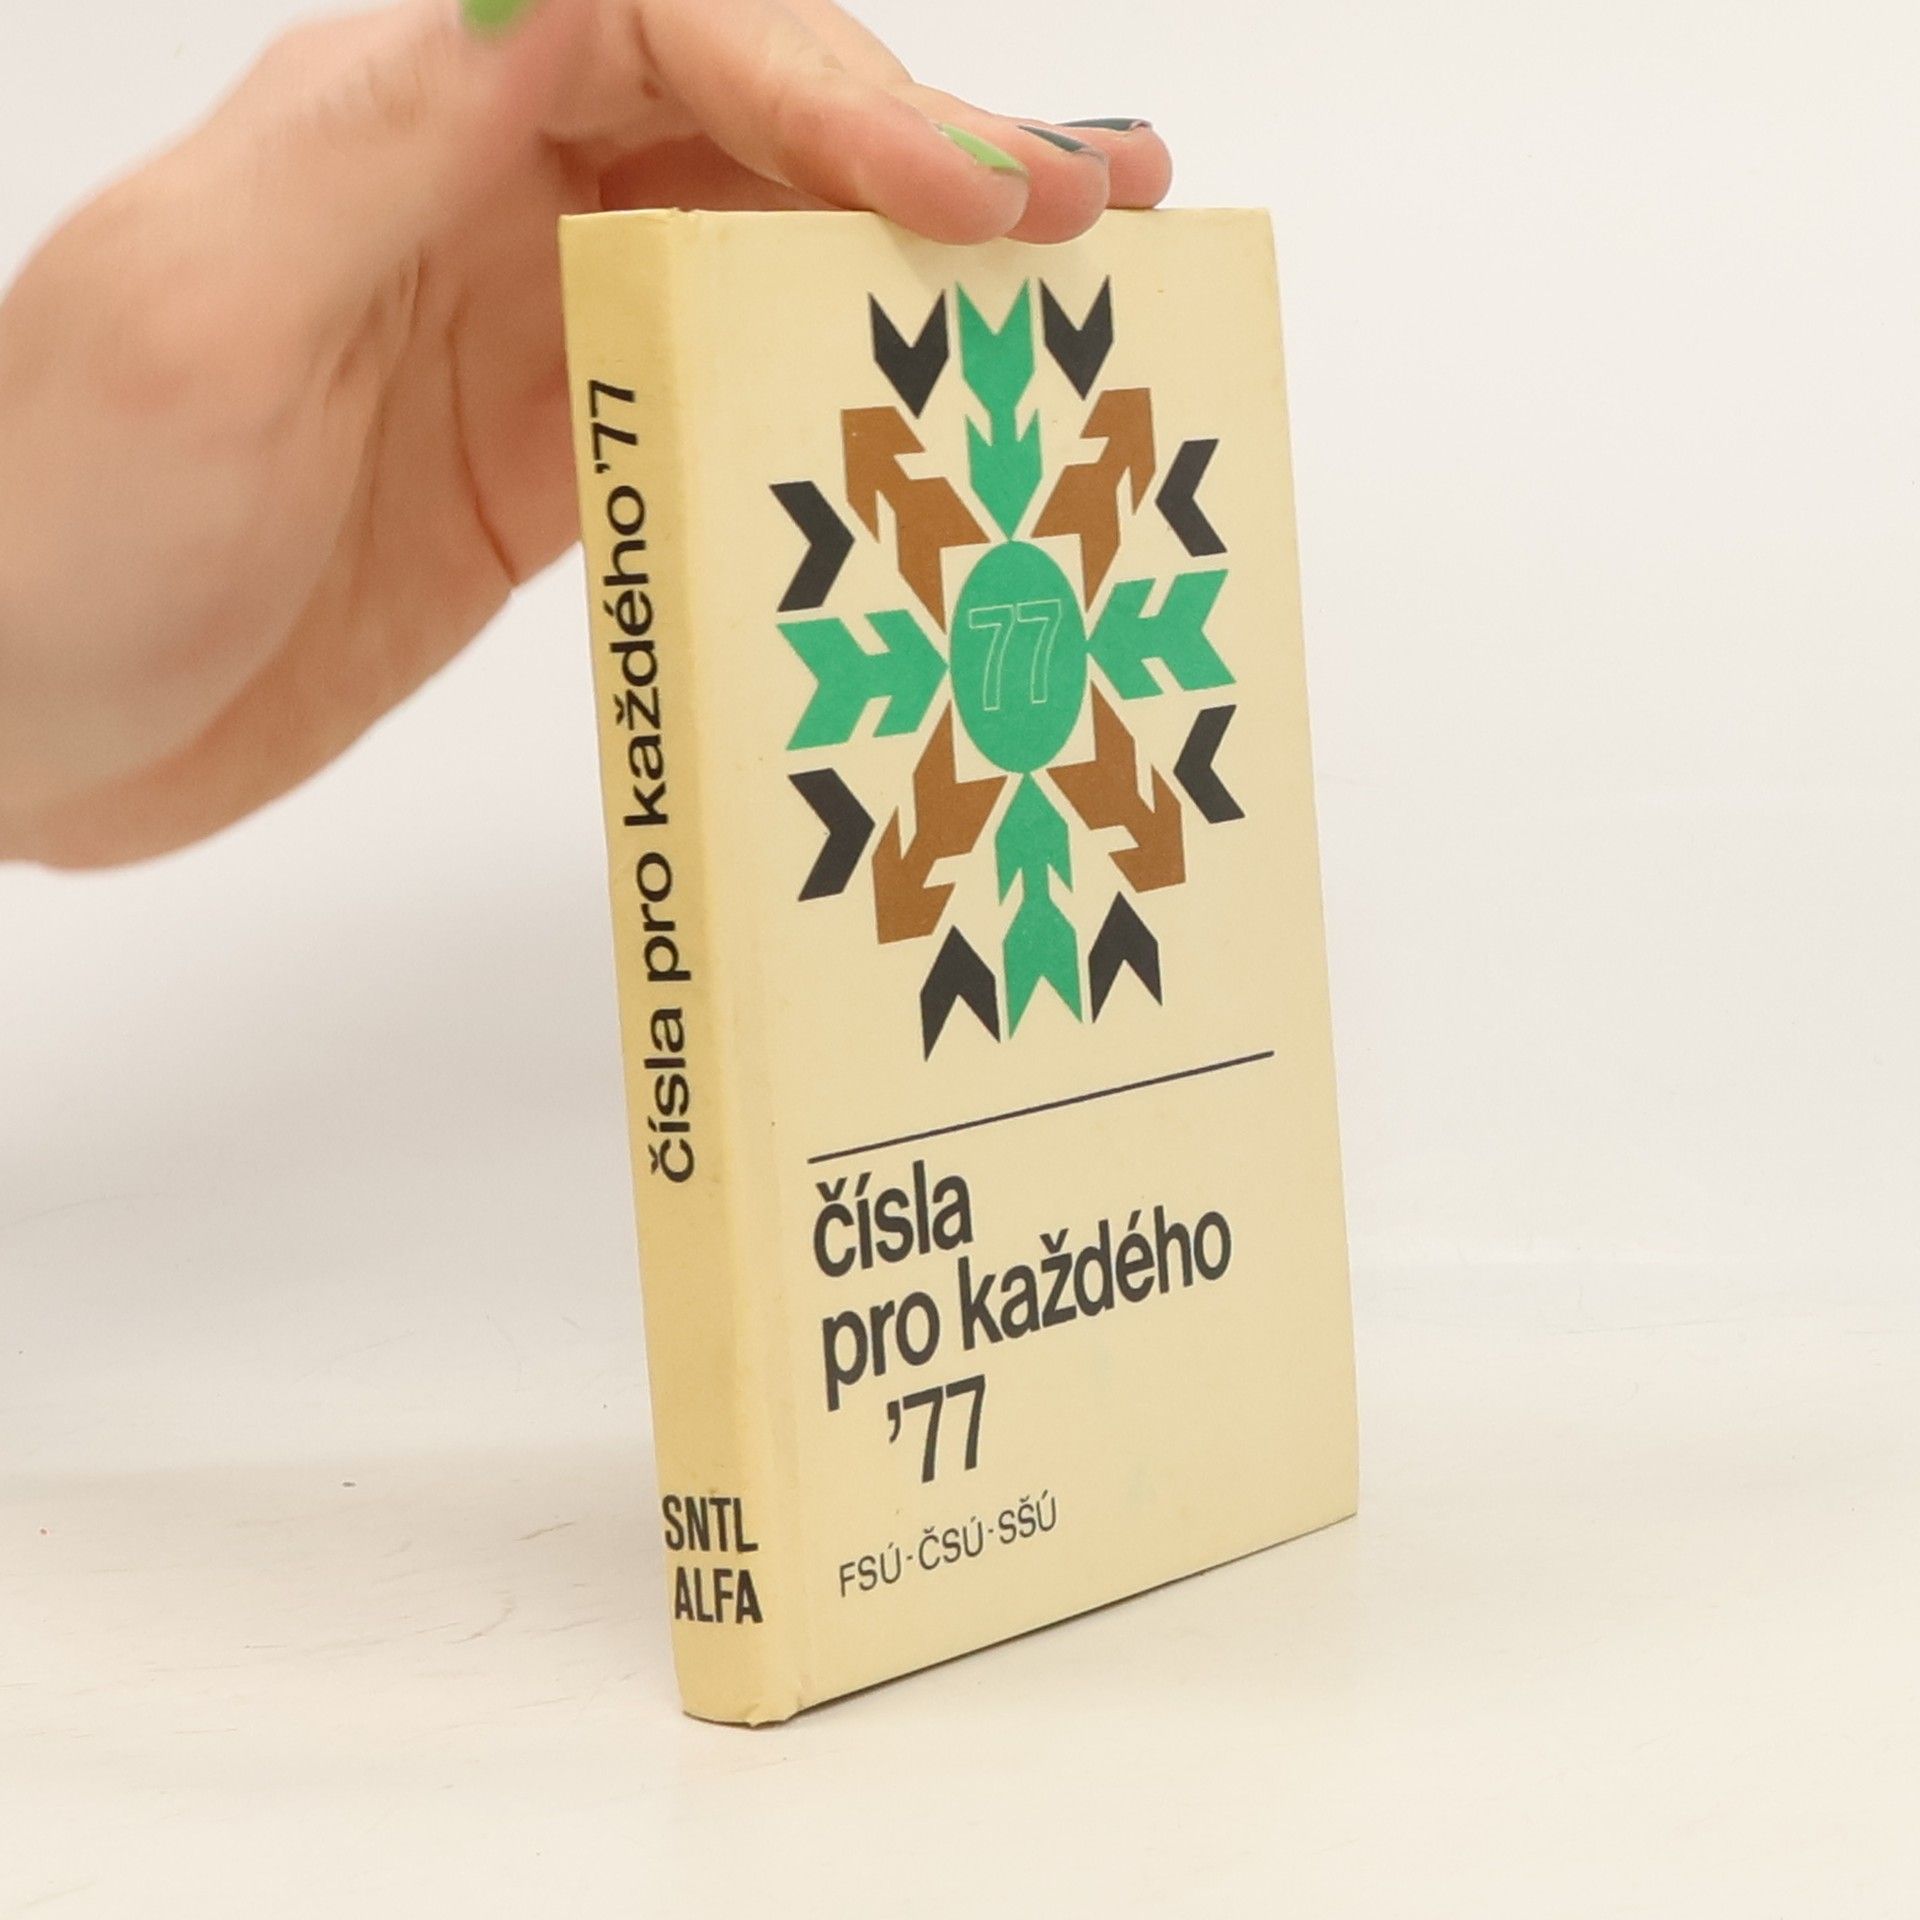 čísla pro každého '77
SNTL
ALFA
77
čísla
pro každého
'77
FSÚ-ČSÚ-SŠÚ